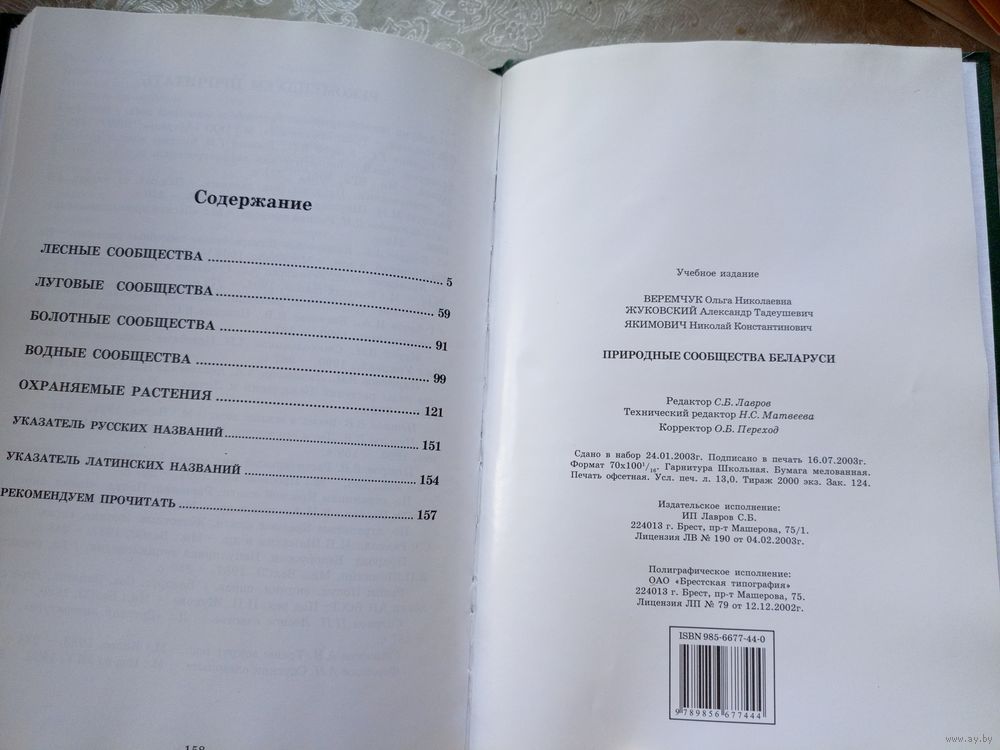 Содержание
ЛЕСНЫЕ СООБЩЕСТВА ........ 5
ЛУГОВЫЕ СООБЩЕСТВА ........ 59
БОЛОТНЫЕ СООБЩЕСТВА ........ 91
ВОДНЫЕ СООБЩЕСТВА ........ 99
ОХРАНЯЕМЫЕ РАСТЕНИЯ ........ 121
УКАЗАТЕЛЬ РУССКИХ НАЗВАНИЙ ........ 151
УКАЗАТЕЛЬ ЛАТИНСКИХ НАЗВАНИЙ ........ 154
РЕКОМЕНДУЕМ ПРОЧИТАТЬ ........ 157
158
Учебное издание
ВЕРЕМЧУК Ольга Николаевна
ЖУКОВСКИЙ Александр Тадеушевич
ЯКИМОВИЧ Николай Константинович
ПРИРОДНЫЕ СООБЩЕСТВА БЕЛАРУСИ
Редактор С.Б. Лавров
Технический редактор Н.С. Матвеева
Корректор О.Б. Переход
Сдано в набор 24.01.2003г. Подписано в печать 16.07.2003г.
Формат 70х100¹/₁₆. Гарнитура Школьная. Бумага мелованная.
Печать офсетная. Усл. печ. л. 13,0. Тираж 2000 экз. Зак. 124.
Издательское исполнение:
ИП Лавров С.Б.
224013 г. Брест, пр-т Машерова, 75/1.
Лицензия ЛВ № 190 от 04.02.2003г.
Полиграфическое исполнение:
ОАО «Брестская типография»
224013 г. Брест, пр-т Машерова, 75.
Лицензия ЛП № 79 от 12.12.2002г.
ISBN 985-6677-44-0
9 789856 677444
www.ay.by